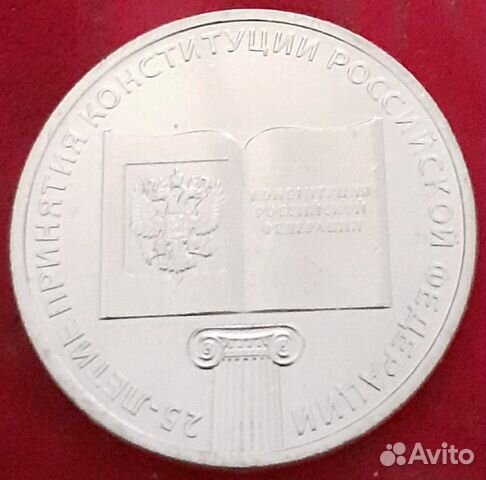 25-ЛЕТИЕ ПРИНЯТИЯ КОНСТИТУЦИИ РОССИЙСКОЙ ФЕДЕРАЦИИ
КОНСТИТУЦИЯ
РОССИЙСКОЙ
ФЕДЕРАЦИИ
Avito